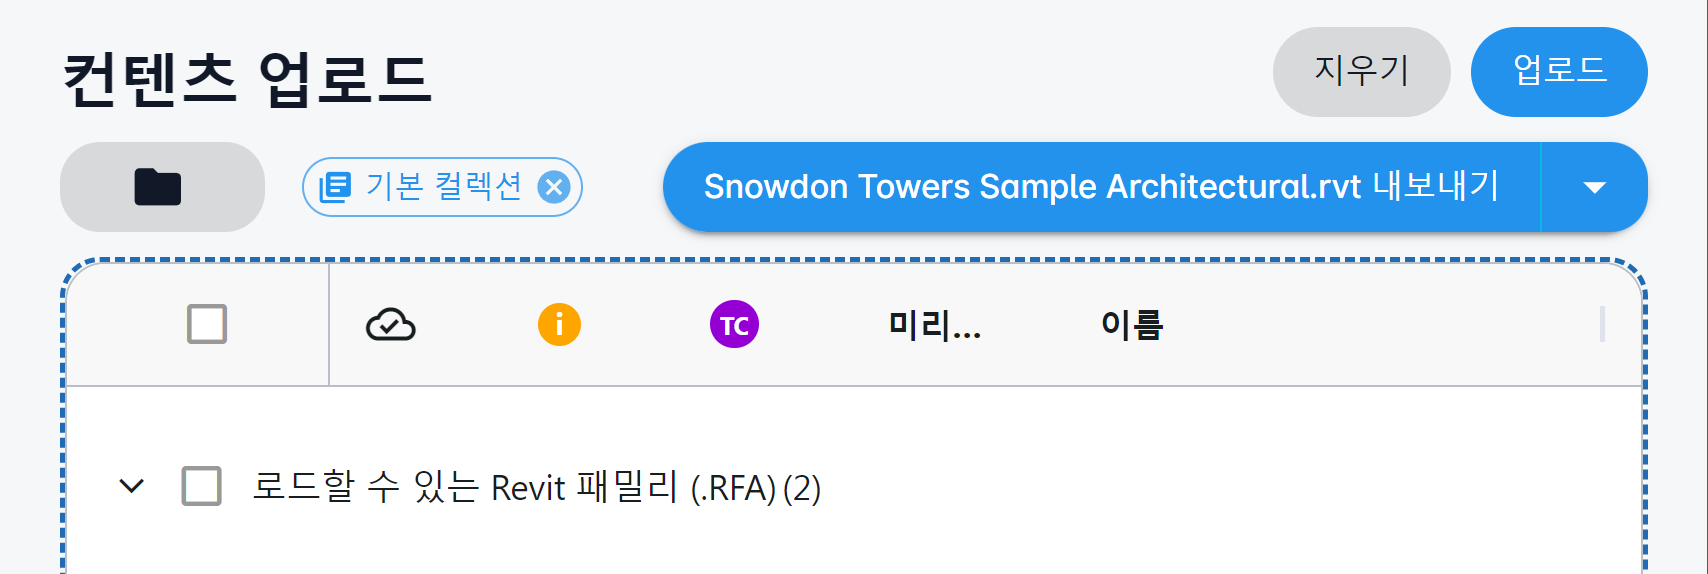 컨텐츠 업로드
지우기
업로드
기본 컬렉션
Snowdon Towers Sample Architectural.rvt 내보내기
i
TC
미리...
이름
로드할 수 있는 Revit 패밀리 (.RFA) (2)